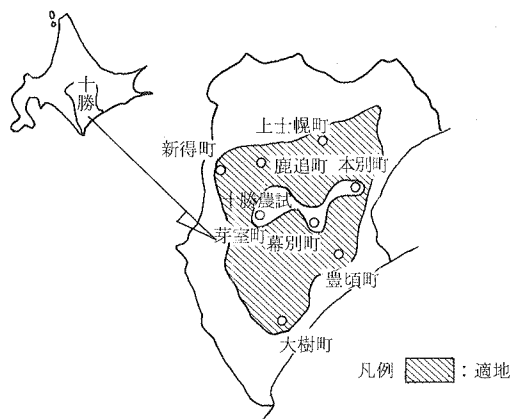 十勝
上士幌町
新得町
鹿追町
本別町
十勝農試
芽室町
幕別町
豊頃町
大樹町
凡例 :適地